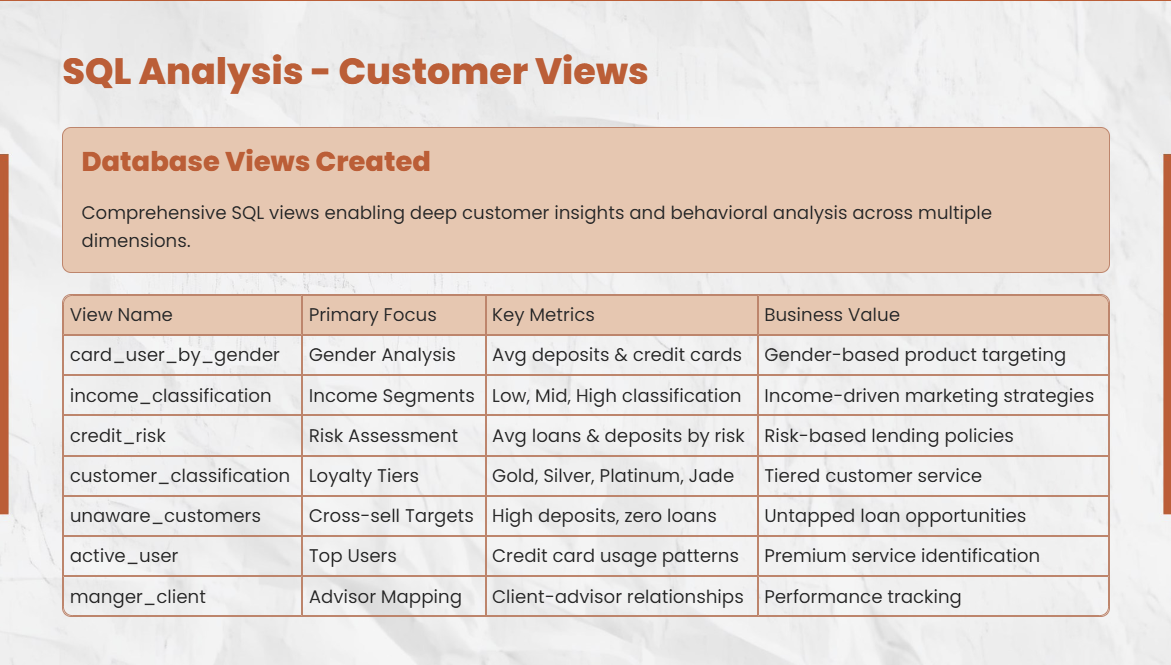 SQL Analysis - Customer Views
Database Views Created
Comprehensive SQL views enabling deep customer insights and behavioral analysis across multiple
dimensions.
View Name Primary Focus Key Metrics Business Value
card_user_by_gender Gender Analysis Avg deposits & credit cards Gender-based product targeting
income_classification Income Segments Low, Mid, High classification Income-driven marketing strategies
credit_risk Risk Assessment Avg loans & deposits by risk Risk-based lending policies
customer_classification Loyalty Tiers Gold, Silver, Platinum, Jade Tiered customer service
unaware_customers Cross-sell Targets High deposits, zero loans Untapped loan opportunities
active_user Top Users Credit card usage patterns Premium service identification
manger_client Advisor Mapping Client-advisor relationships Performance tracking